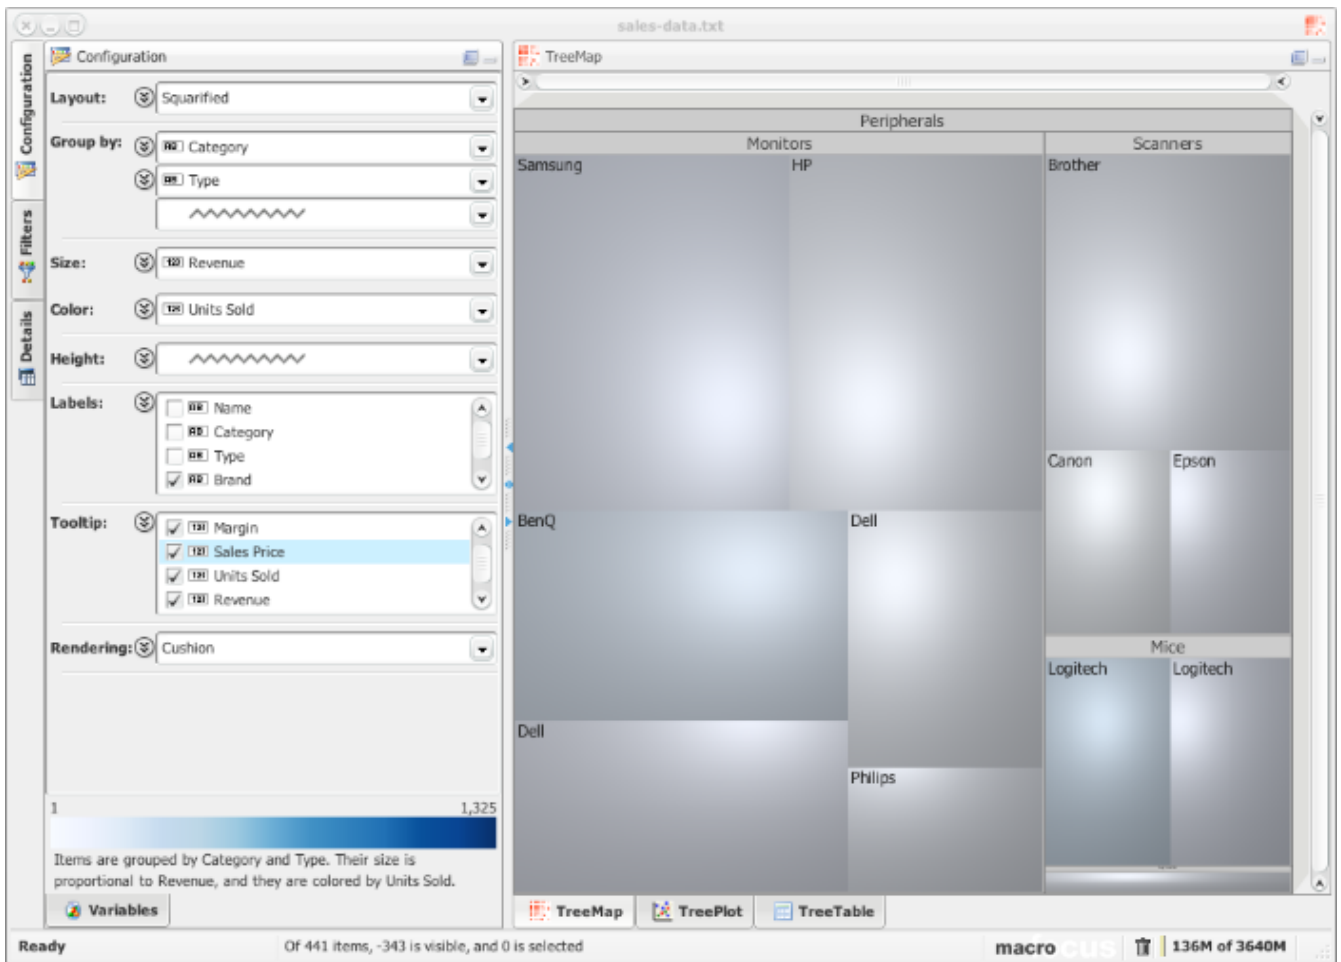 sales-data.txt
Configuration
Filters
Details
Configuration
Layout: Squarified
Group by: Category
Type
Size: Revenue
Color: Units Sold
Height:
Labels: Name
Category
Type
Brand
Tooltip: Margin
Sales Price
Units Sold
Revenue
Rendering: Cushion
1 1,325
Items are grouped by Category and Type. Their size is
proportional to Revenue, and they are colored by Units Sold.
Variables
TreeMap
Peripherals
Monitors Scanners
Samsung HP Brother
Canon Epson
BenQ Dell
Mice
Logitech Logitech
Dell
Philips
TreeMap TreePlot TreeTable
Ready Of 441 items, -343 is visible, and 0 is selected macrofocus 136M of 3640M